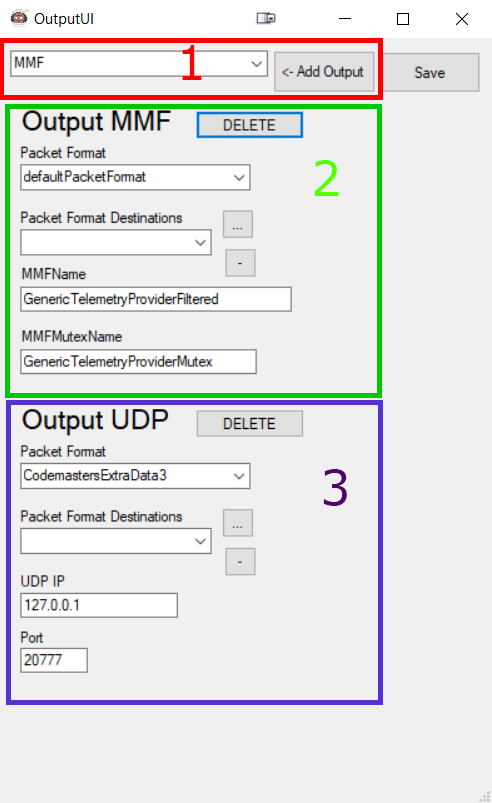 OutputUI
MMF
1
<- Add Output
Save
Output MMF
DELETE
Packet Format
defaultPacketFormat
2
Packet Format Destinations
...
-
MMFName
GenericTelemetryProviderFiltered
MMFMutexName
GenericTelemetryProviderMutex
Output UDP
DELETE
Packet Format
CodemastersExtraData3
3
Packet Format Destinations
...
-
UDP IP
127.0.0.1
Port
20777